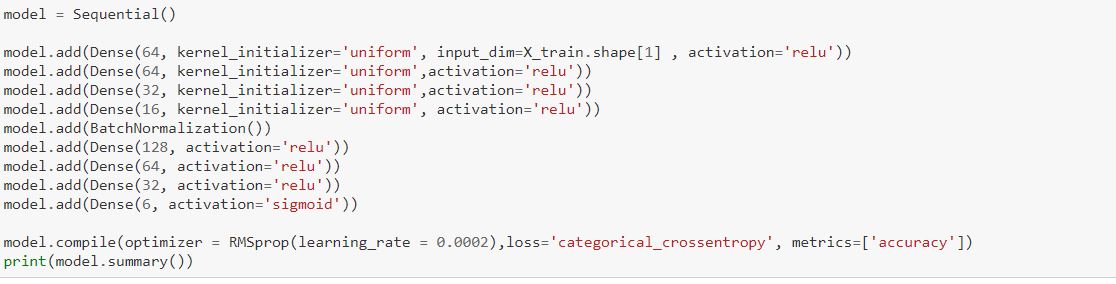 model = Sequential()
model.add(Dense(64, kernel_initializer='uniform', input_dim=X_train.shape[1] , activation='relu'))
model.add(Dense(64, kernel_initializer='uniform',activation='relu'))
model.add(Dense(32, kernel_initializer='uniform',activation='relu'))
model.add(Dense(16, kernel_initializer='uniform', activation='relu'))
model.add(BatchNormalization())
model.add(Dense(128, activation='relu'))
model.add(Dense(64, activation='relu'))
model.add(Dense(32, activation='relu'))
model.add(Dense(6, activation='sigmoid'))
model.compile(optimizer = RMSprop(learning_rate = 0.0002),loss='categorical_crossentropy', metrics=['accuracy'])
print(model.summary())